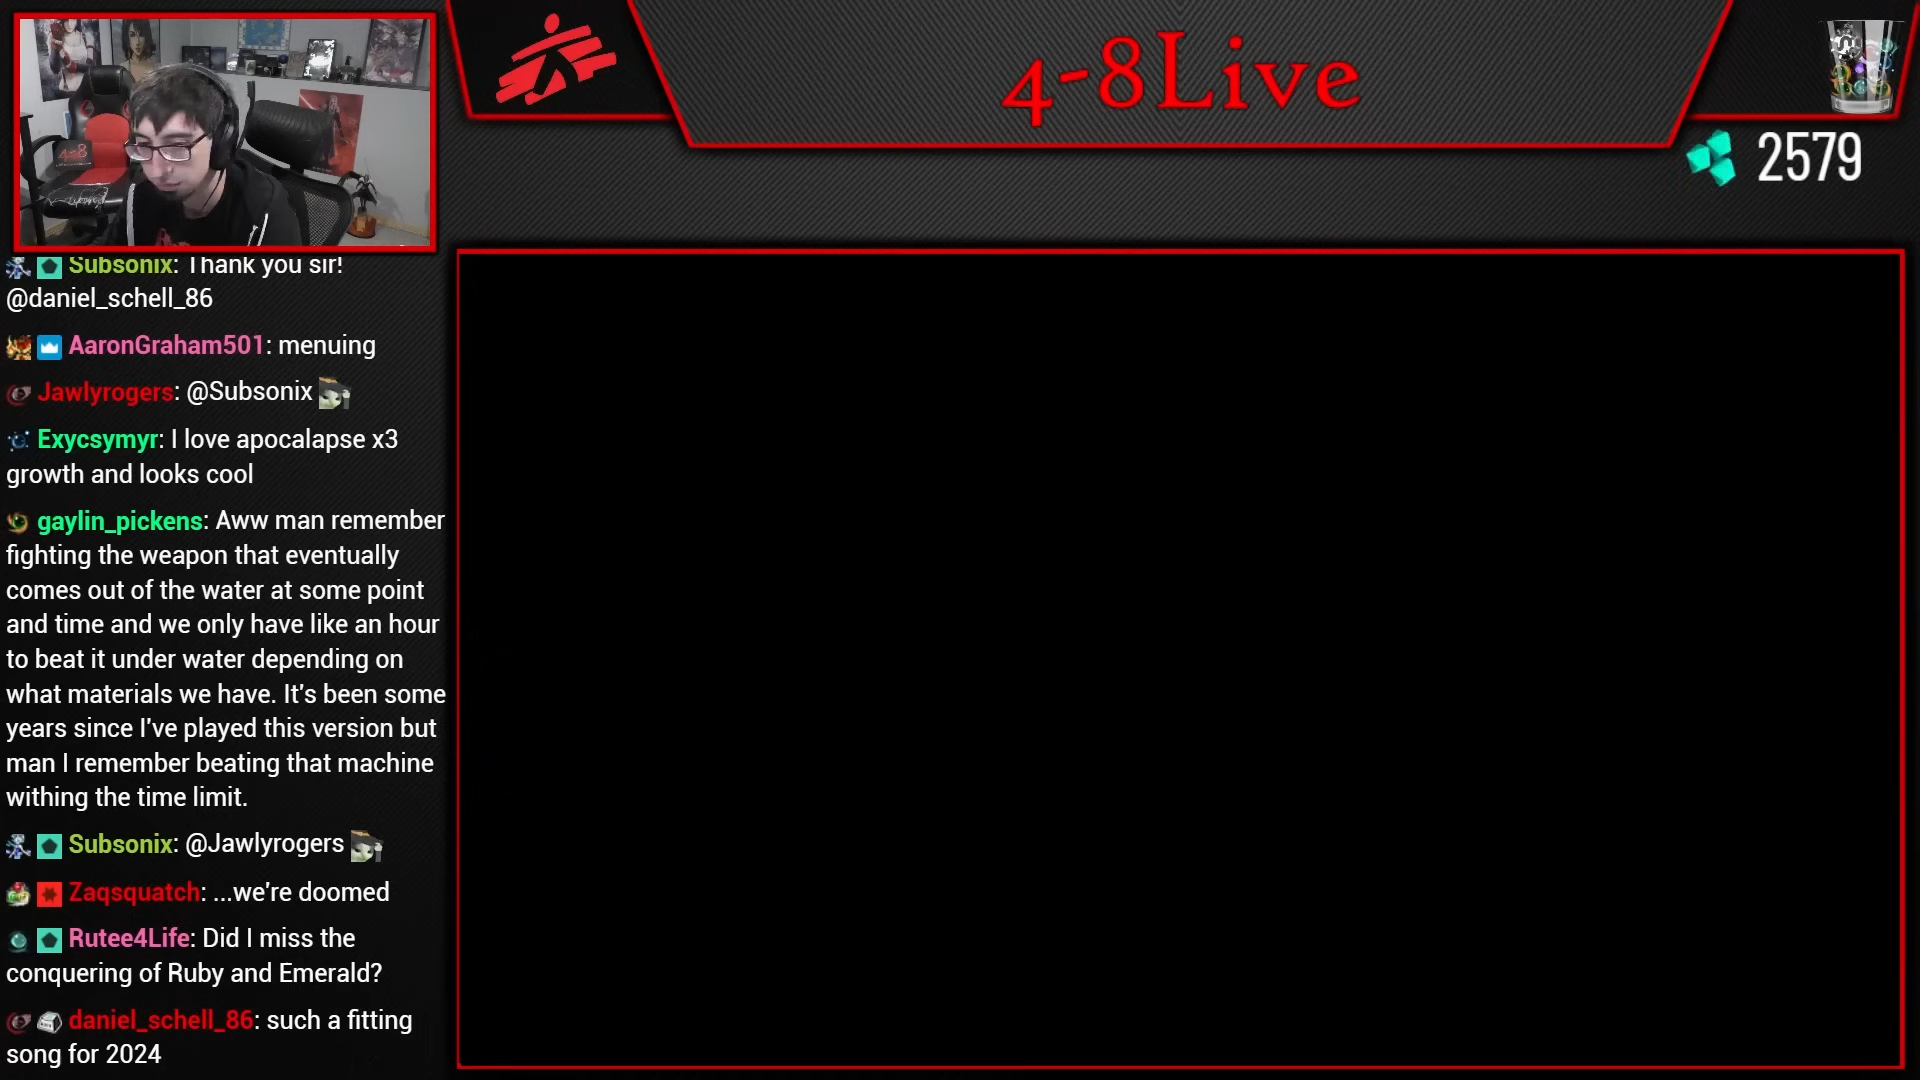 4-8Live
2579
4-8
Subsonix: Thank you sir!
@daniel_schell_86
AaronGraham501: menuing
Jawlyrogers: @Subsonix
Exycsymyr: I love apocalapse x3
growth and looks cool
gaylin_pickens: Aww man remember
fighting the weapon that eventually
comes out of the water at some point
and time and we only have like an hour
to beat it under water depending on
what materials we have. It's been some
years since I've played this version but
man I remember beating that machine
withing the time limit.
Subsonix: @Jawlyrogers
Zaqsquatch: ...we're doomed
Rutee4Life: Did I miss the
conquering of Ruby and Emerald?
daniel_schell_86: such a fitting
song for 2024